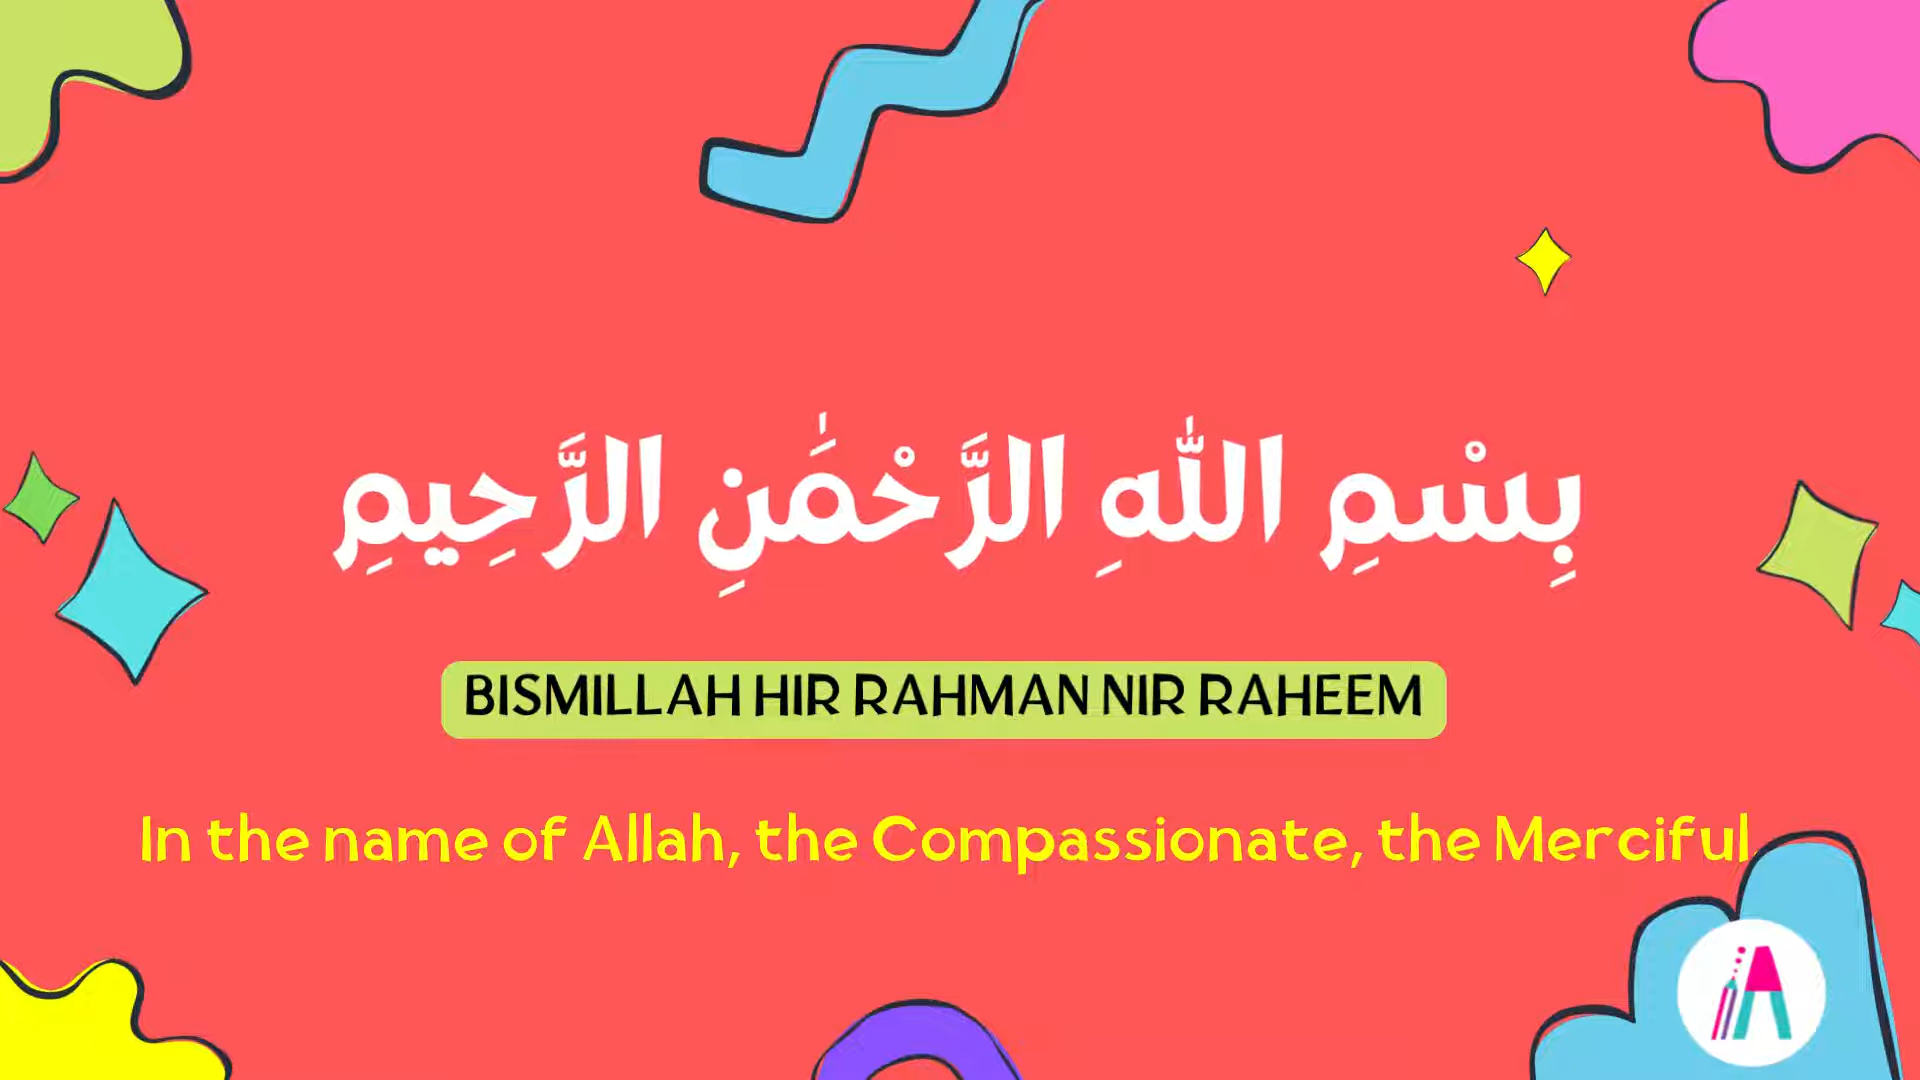 بِسْمِ اللّٰهِ الرَّحْمَٰنِ الرَّحِيمِ
BISMILLAH HIR RAHMAN NIR RAHEEM
In the name of Allah, the Compassionate, the Merciful.